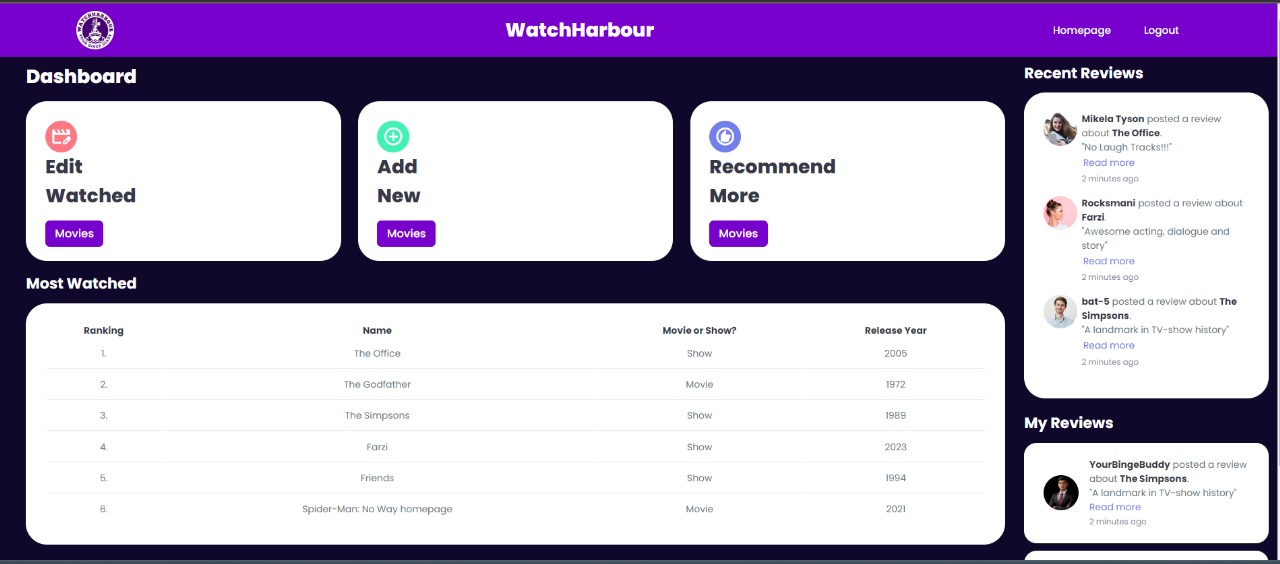 WATCHHARBOUR
WatchHarbour
Homepage
Logout
Dashboard
Edit
Watched
Movies
Add
New
Movies
Recommend
More
Movies
Most Watched
Ranking Name Movie or Show? Release Year
1. The Office Show 2005
2. The Godfather Movie 1972
3. The Simpsons Show 1989
4. Farzi Show 2023
5. Friends Show 1994
6. Spider-Man: No Way homepage Movie 2021
Recent Reviews
Mikela Tyson posted a review
about The Office.
"No Laugh Tracks!!!"
Read more
2 minutes ago
Rocksmani posted a review about
Farzi.
"Awesome acting, dialogue and
story"
Read more
2 minutes ago
bat-5 posted a review about The
Simpsons.
"A landmark in TV-show history"
Read more
2 minutes ago
My Reviews
YourBingeBuddy posted a review
about The Simpsons.
"A landmark in TV-show history"
Read more
2 minutes ago